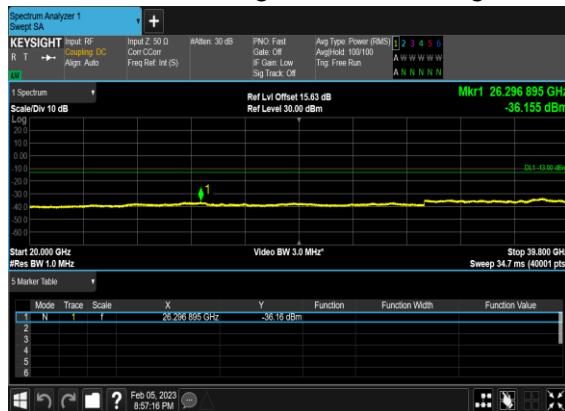 Spectrum Analyzer 1
Swept SA
+
KEYSIGHT Input: RF Input Z: 50 Ω #Atten: 30 dB PNO: Fast Avg Type: Power (RMS) 1 2 3 4 5 6
R T Coupling: DC Corr CCorr Gate: Off Avg|Hold: 100/100 A W W W W W
Align: Auto Freq Ref: Int (S) IF Gain: Low Trig: Free Run
Sig Track: Off A N N N N N
1 Spectrum Ref Lvl Offset 15.63 dB Mkr1 26.296 895 GHz
Scale/Div 10 dB Ref Level 30.00 dBm -36.155 dBm
Log
20.0
10.0
0.00
-10.0 DL1 -13.00 dBm
-20.0
-30.0 1
-40.0
-50.0
-60.0
Start 20.000 GHz Video BW 3.0 MHz* Stop 39.800 GHz
#Res BW 1.0 MHz Sweep 34.7 ms (40001 pts)
5 Marker Table
Mode Trace Scale X Y Function Function Width Function Value
1 N 1 f 26.296 895 GHz -36.16 dBm
2
3
4
5
6
? Feb 05, 2023
8:57:16 PM